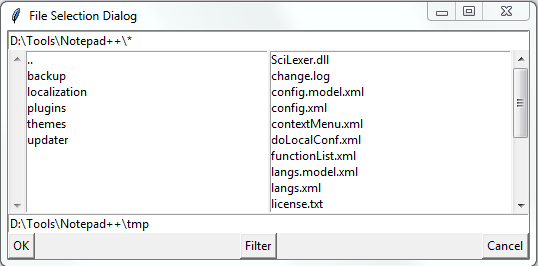 File Selection Dialog
D:\Tools\Notepad++\*
..
backup
localization
plugins
themes
updater
SciLexer.dll
change.log
config.model.xml
config.xml
contextMenu.xml
doLocalConf.xml
functionList.xml
langs.model.xml
langs.xml
license.txt
D:\Tools\Notepad++\tmp
OK
Filter
Cancel